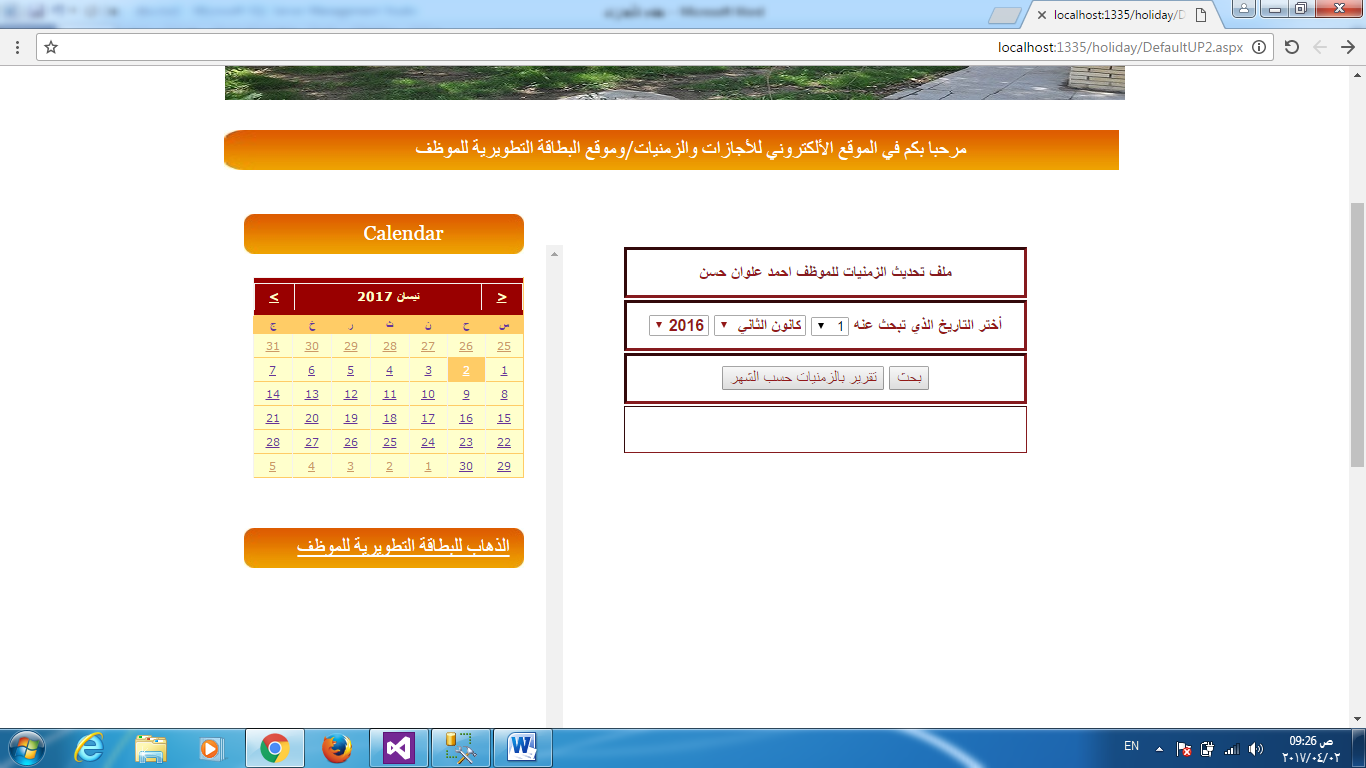 localhost:1335/holiday/D
localhost:1335/holiday/DefaultUP2.aspx
مرحبا بكم في الموقع الألكتروني للأجازات والزمنيات/وموقع البطاقة التطويرية للموظف
Calendar
< نيسان 2017 >
س ح ن ث ر خ ج
25 26 27 28 29 30 31
1 2 3 4 5 6 7
8 9 10 11 12 13 14
15 16 17 18 19 20 21
22 23 24 25 26 27 28
29 30 1 2 3 4 5
الذهاب للبطاقة التطويرية للموظف
ملف تحديث الزمنيات للموظف احمد علوان حسن
أختر التاريخ الذي تبحث عنه 1 كانون الثاني 2016
بحث تقرير بالزمنيات حسب الشهر
EN
09:26 ص
٢٠١٧/٠٤/٠٢